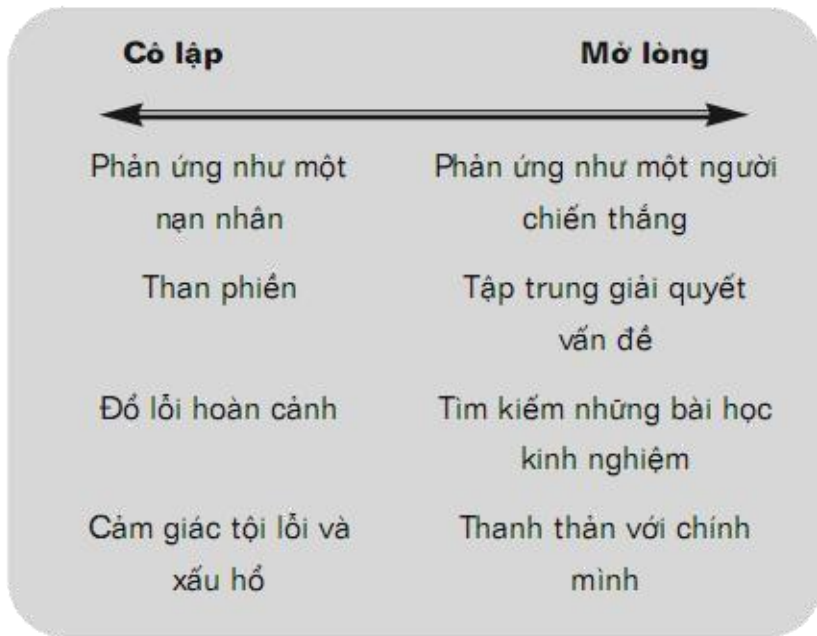 Cô lập
Mở lòng
Phản ứng như một
nạn nhân
Phản ứng như một người
chiến thắng
Than phiền
Tập trung giải quyết
vấn đề
Đổ lỗi hoàn cảnh
Tìm kiếm những bài học
kinh nghiệm
Cảm giác tội lỗi và
xấu hổ
Thanh thản với chính
mình